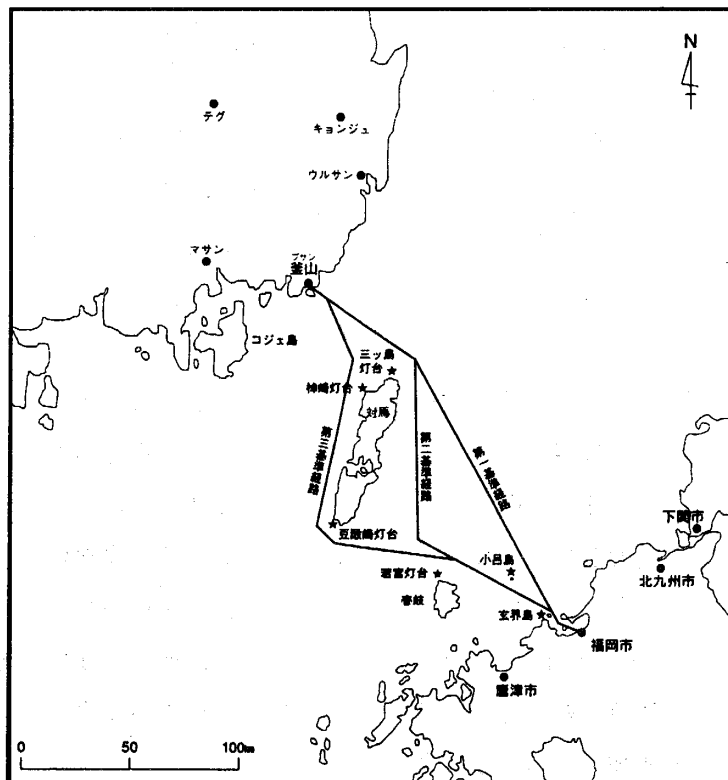 N
テグ
キョンジュ
ウルサン
マサン
プサン
釜山
コジェ島
三ッ島
灯台
棹崎灯台
対馬
第三基準経路
第二基準経路
第一基準経路
豆酘崎灯台
下関市
小呂島
北九州市
若宮灯台
壱岐
玄界島
福岡市
唐津市
0
50
100km